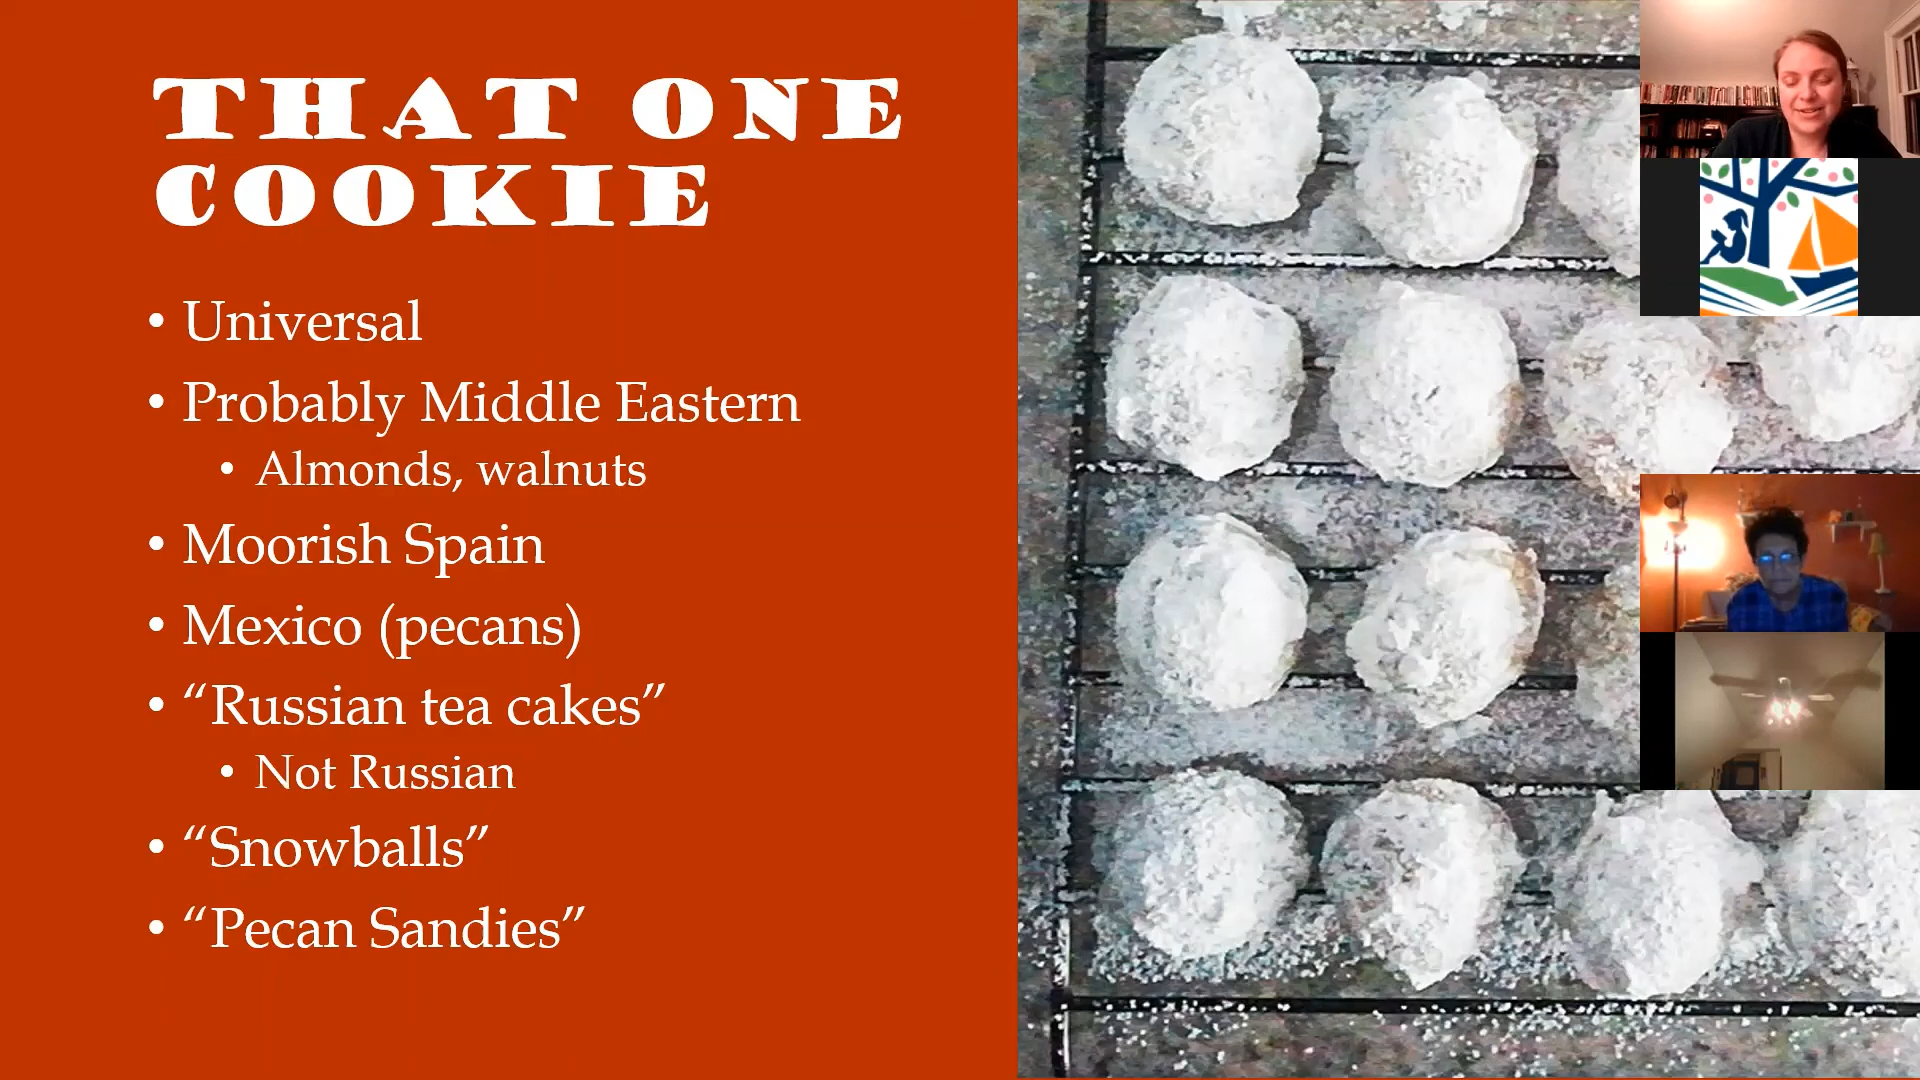 THAT ONE
COOKIE
• Universal
• Probably Middle Eastern
• Almonds, walnuts
• Moorish Spain
• Mexico (pecans)
• “Russian tea cakes”
• Not Russian
• “Snowballs”
• “Pecan Sandies”